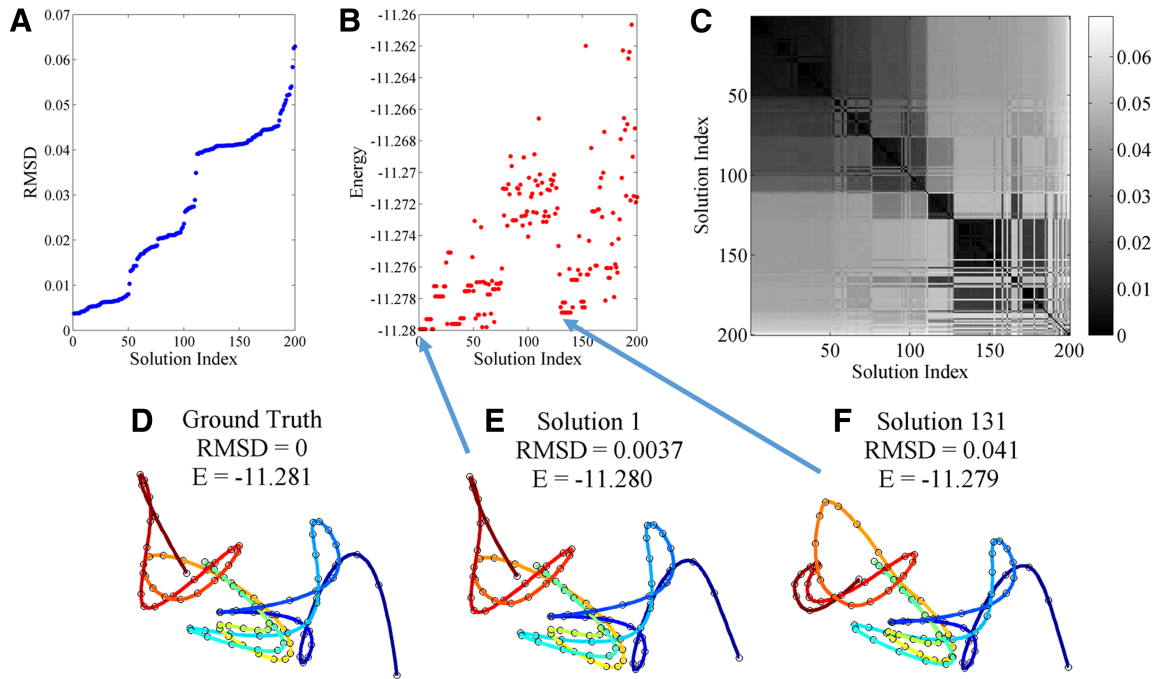 A
RMSD
0.07
0.06
0.05
0.04
0.03
0.02
0.01
0
0
50
100
150
200
Solution Index
B
Energy
-11.26
-11.262
-11.264
-11.266
-11.268
-11.27
-11.272
-11.274
-11.276
-11.278
-11.28
0
50
100
150
200
Solution Index
C
Solution Index
50
100
150
200
50
100
150
200
Solution Index
0.06
0.05
0.04
0.03
0.02
0.01
0
D
Ground Truth
RMSD = 0
E = -11.281
E
Solution 1
RMSD = 0.0037
E = -11.280
F
Solution 131
RMSD = 0.041
E = -11.279